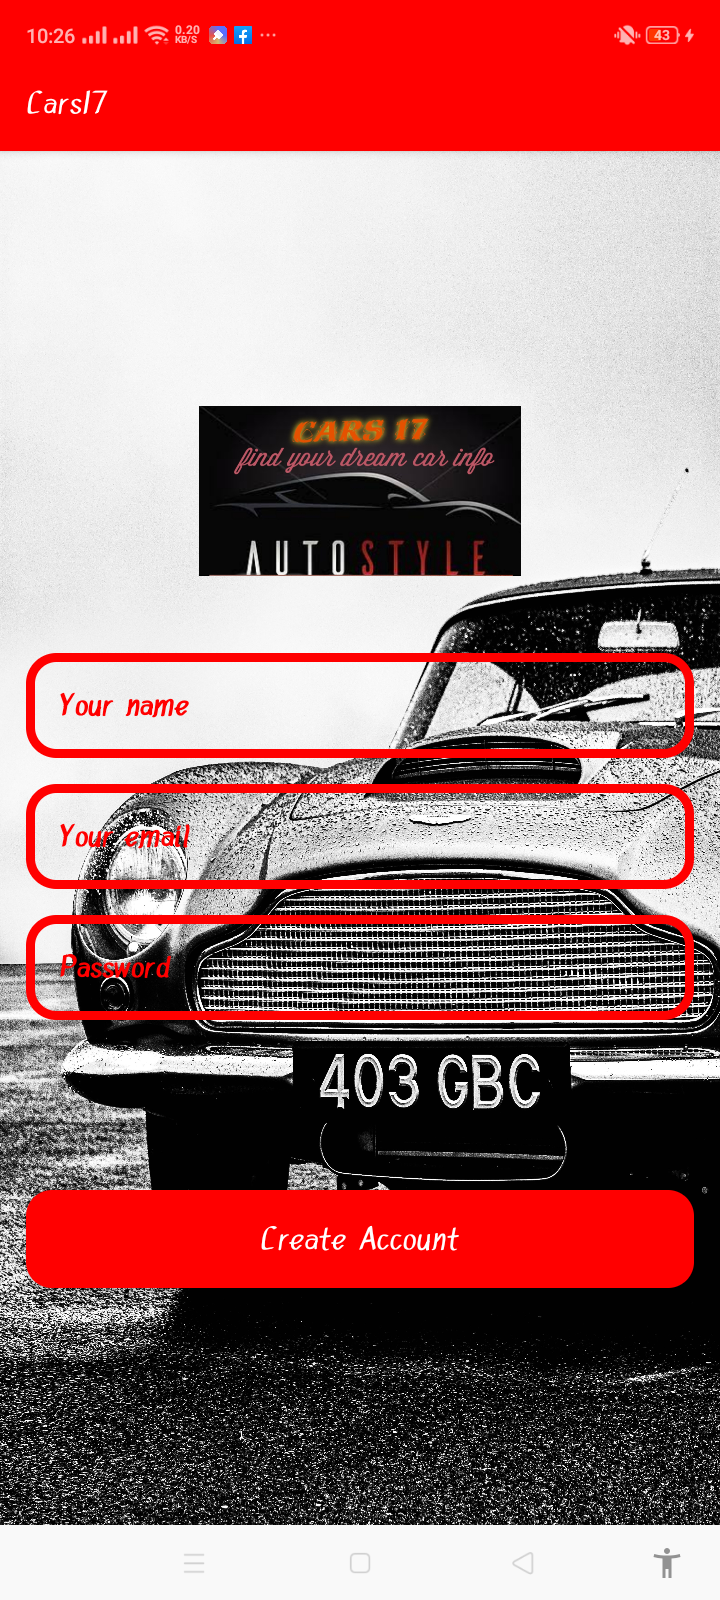 10:26 0.20 KB/S 43
Cars17
CARS 17
find your dream car info
AUTOSTYLE
Your name
Your email
Password
403 GBC
Create Account